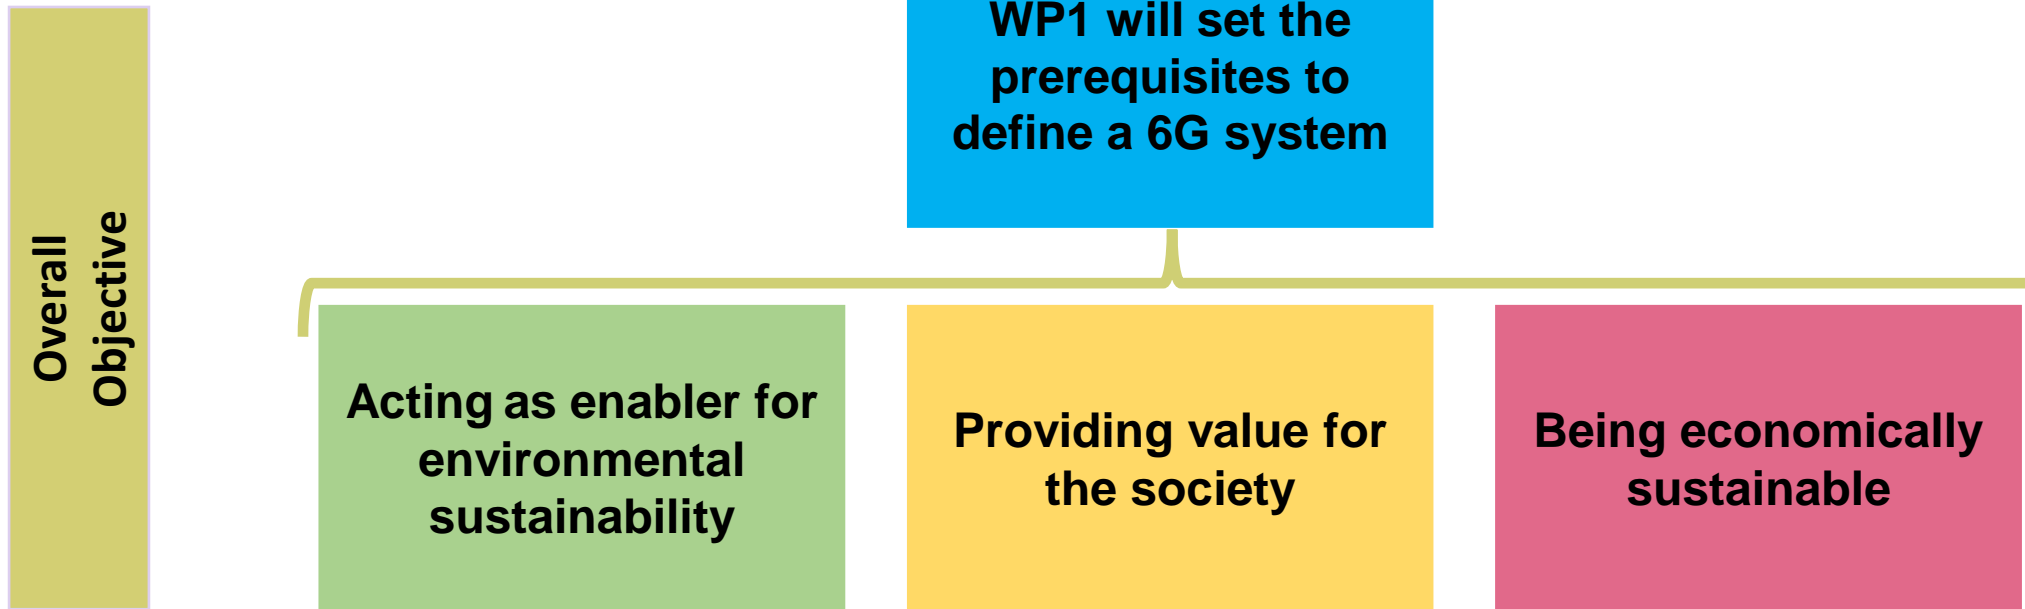 Overall
Objective
WP1 will set the
prerequisites to
define a 6G system
Acting as enabler for
environmental
sustainability
Providing value for
the society
Being economically
sustainable